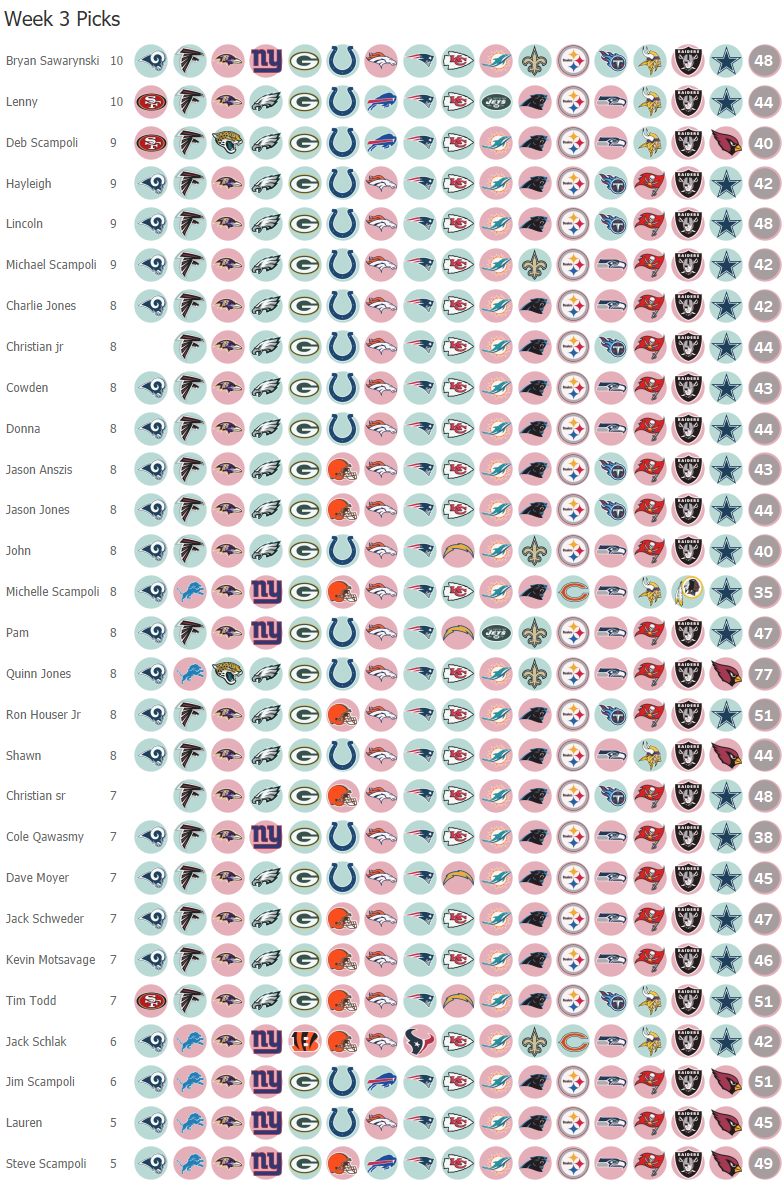 Week 3 Picks
Bryan Sawarynski 10 48
Lenny 10 44
Deb Scampoli 9 40
Hayleigh 9 42
Lincoln 9 48
Michael Scampoli 9 42
Charlie Jones 8 42
Christian jr 8 44
Cowden 8 43
Donna 8 44
Jason Anszis 8 43
Jason Jones 8 44
John 8 40
Michelle Scampoli 8 35
Pam 8 47
Quinn Jones 8 77
Ron Houser Jr 8 51
Shawn 8 44
Christian sr 7 48
Cole Qawasmy 7 38
Dave Moyer 7 45
Jack Schweder 7 47
Kevin Motsavage 7 46
Tim Todd 7 51
Jack Schlak 6 42
Jim Scampoli 6 51
Lauren 5 45
Steve Scampoli 5 49